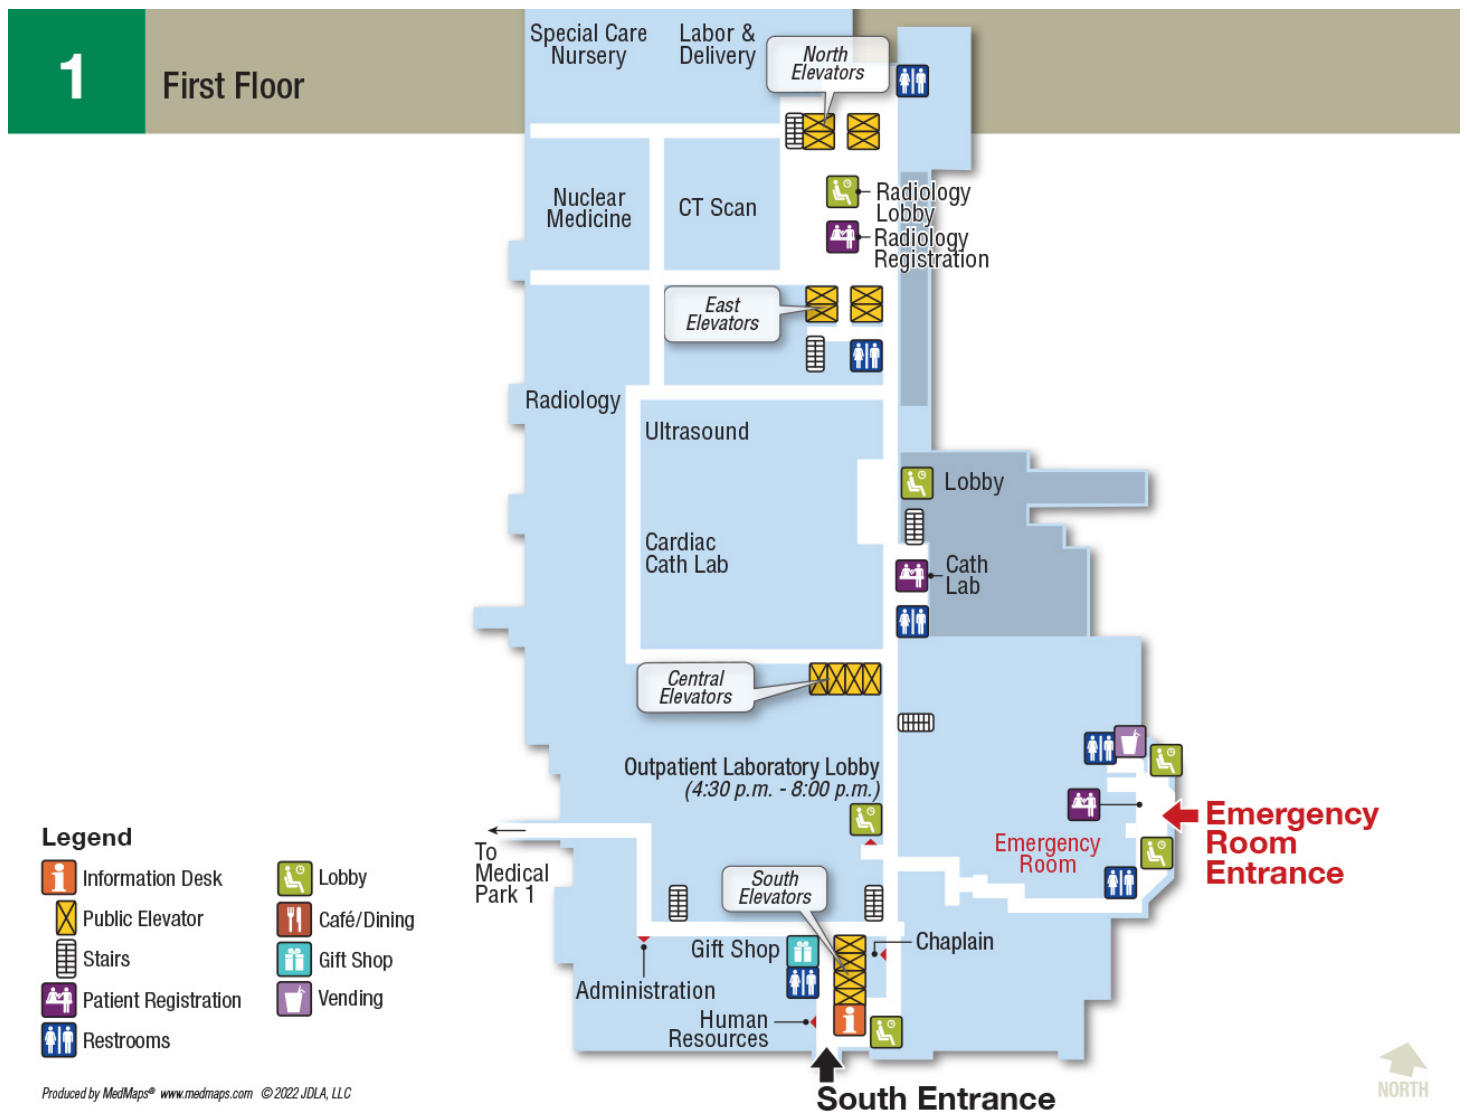 1
First Floor
Special Care
Nursery
Labor &
Delivery
North
Elevators
Nuclear
Medicine
CT Scan
Radiology
Lobby
Radiology
Registration
East
Elevators
Radiology
Ultrasound
Lobby
Cardiac
Cath Lab
Cath
Lab
Central
Elevators
Outpatient Laboratory Lobby
(4:30 p.m. - 8:00 p.m.)
Emergency
Room
Entrance
Emergency
Room
To
Medical
Park 1
South
Elevators
Gift Shop
Chaplain
Administration
Human
Resources
South Entrance
Legend
Information Desk
Public Elevator
Stairs
Patient Registration
Restrooms
Lobby
Café/Dining
Gift Shop
Vending
Produced by MedMaps® www.medmaps.com © 2022 JDLA, LLC
NORTH